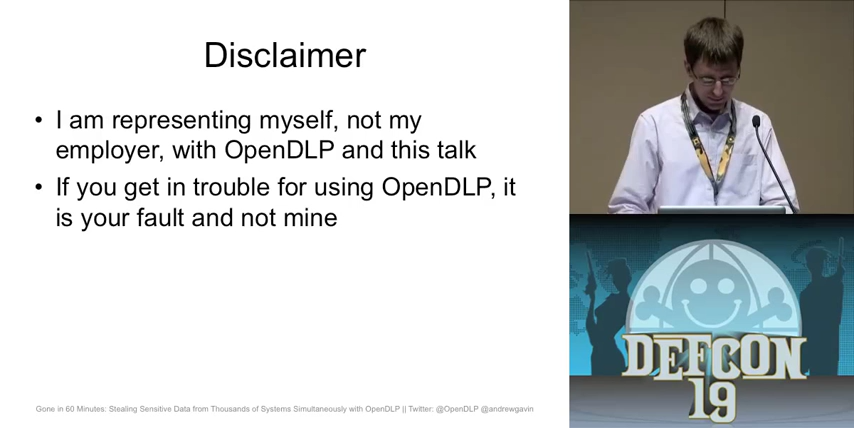 Disclaimer
• I am representing myself, not my
employer, with OpenDLP and this talk
• If you get in trouble for using OpenDLP, it
is your fault and not mine
Gone in 60 Minutes: Stealing Sensitive Data from Thousands of Systems Simultaneously with OpenDLP || Twitter: @OpenDLP @andrewgavin
DEFCON
19